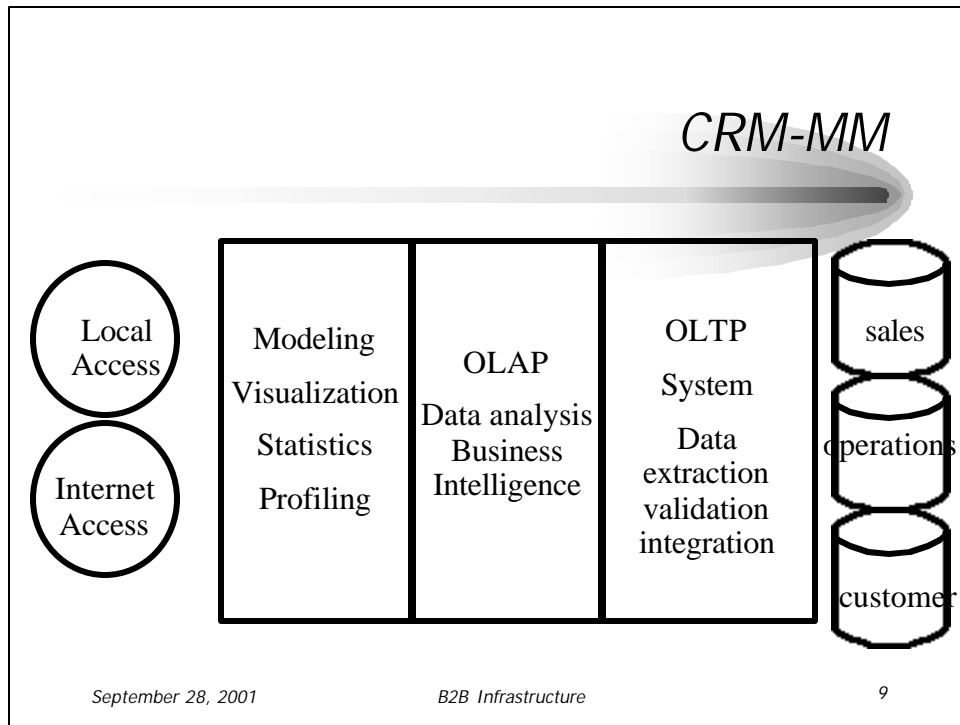 CRM-MM
Local
Access
Internet
Access
Modeling
Visualization
Statistics
Profiling
OLAP
Data analysis
Business
Intelligence
OLTP
System
Data
extraction
validation
integration
sales
operations
customer
September 28, 2001
B2B Infrastructure
9